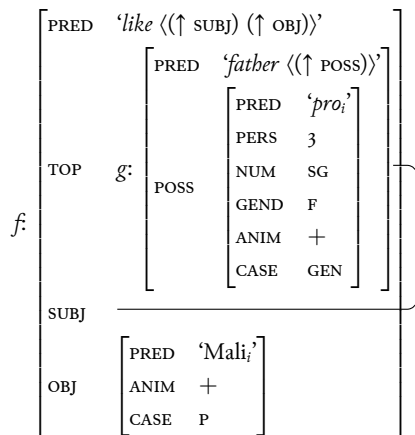 PRED ‘like ⟨(↑ SUBJ) (↑ OBJ)⟩’
PRED ‘father ⟨(↑ POSS)⟩’
PRED ‘proᵢ’
PERS 3
TOP g: NUM SG
f: POSS GEND F
ANIM +
CASE GEN
SUBJ
PRED ‘Maliᵢ’
OBJ ANIM +
CASE P